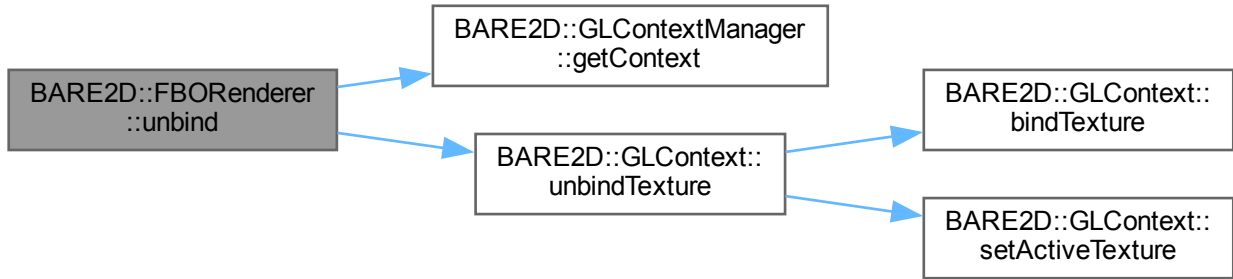 BARE2D::FBORenderer
::unbind
BARE2D::GLContextManager
::getContext
BARE2D::GLContext::
unbindTexture
BARE2D::GLContext::
bindTexture
BARE2D::GLContext::
setActiveTexture